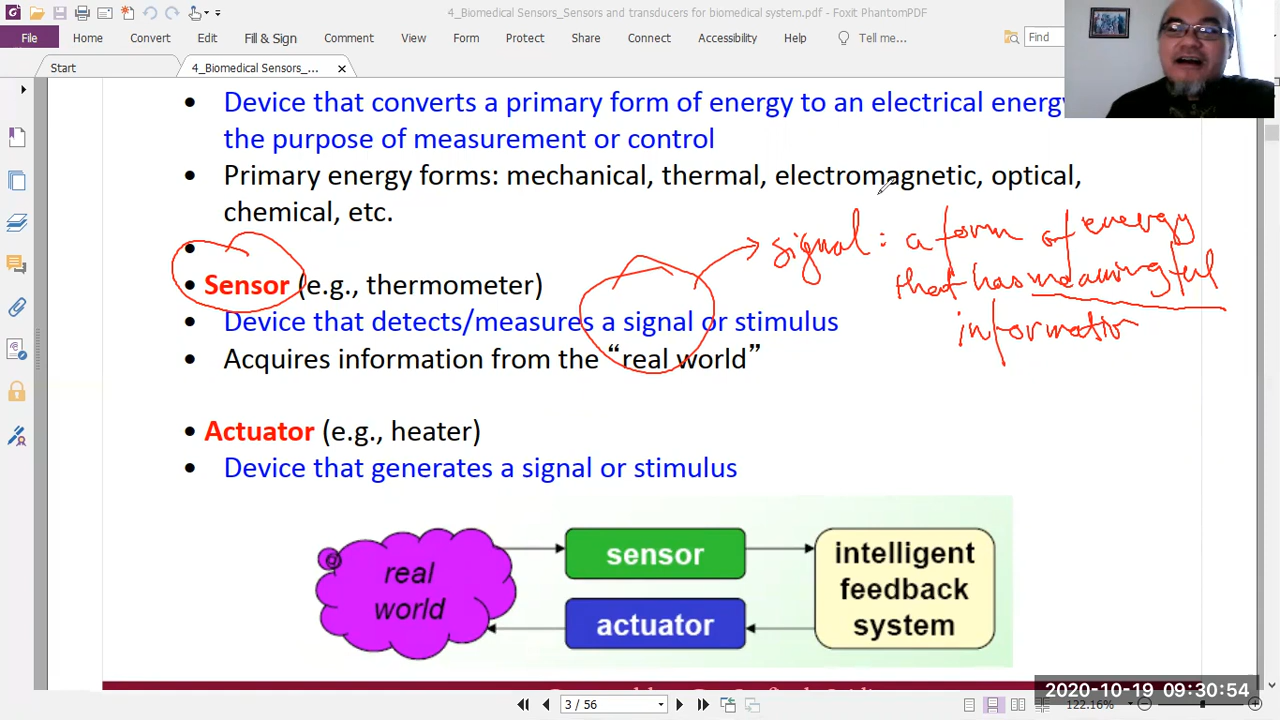 4_Biomedical Sensors_Sensors and transducers for biomedical system.pdf - Foxit PhantomPDF
File Home Convert Edit Fill & Sign Comment View Form Protect Share Connect Accessibility Help Tell me... Find
Start 4_Biomedical Sensors_...
• Device that converts a primary form of energy to an electrical energy
the purpose of measurement or control
• Primary energy forms: mechanical, thermal, electromagnetic, optical,
chemical, etc.
signal : a form of energy
that has meaningful
information
• Sensor (e.g., thermometer)
• Device that detects/measures a signal or stimulus
• Acquires information from the “real world”
• Actuator (e.g., heater)
• Device that generates a signal or stimulus
real
world
sensor
actuator
intelligent
feedback
system
2020-10-19 09:30:54
3 / 56
122.16%